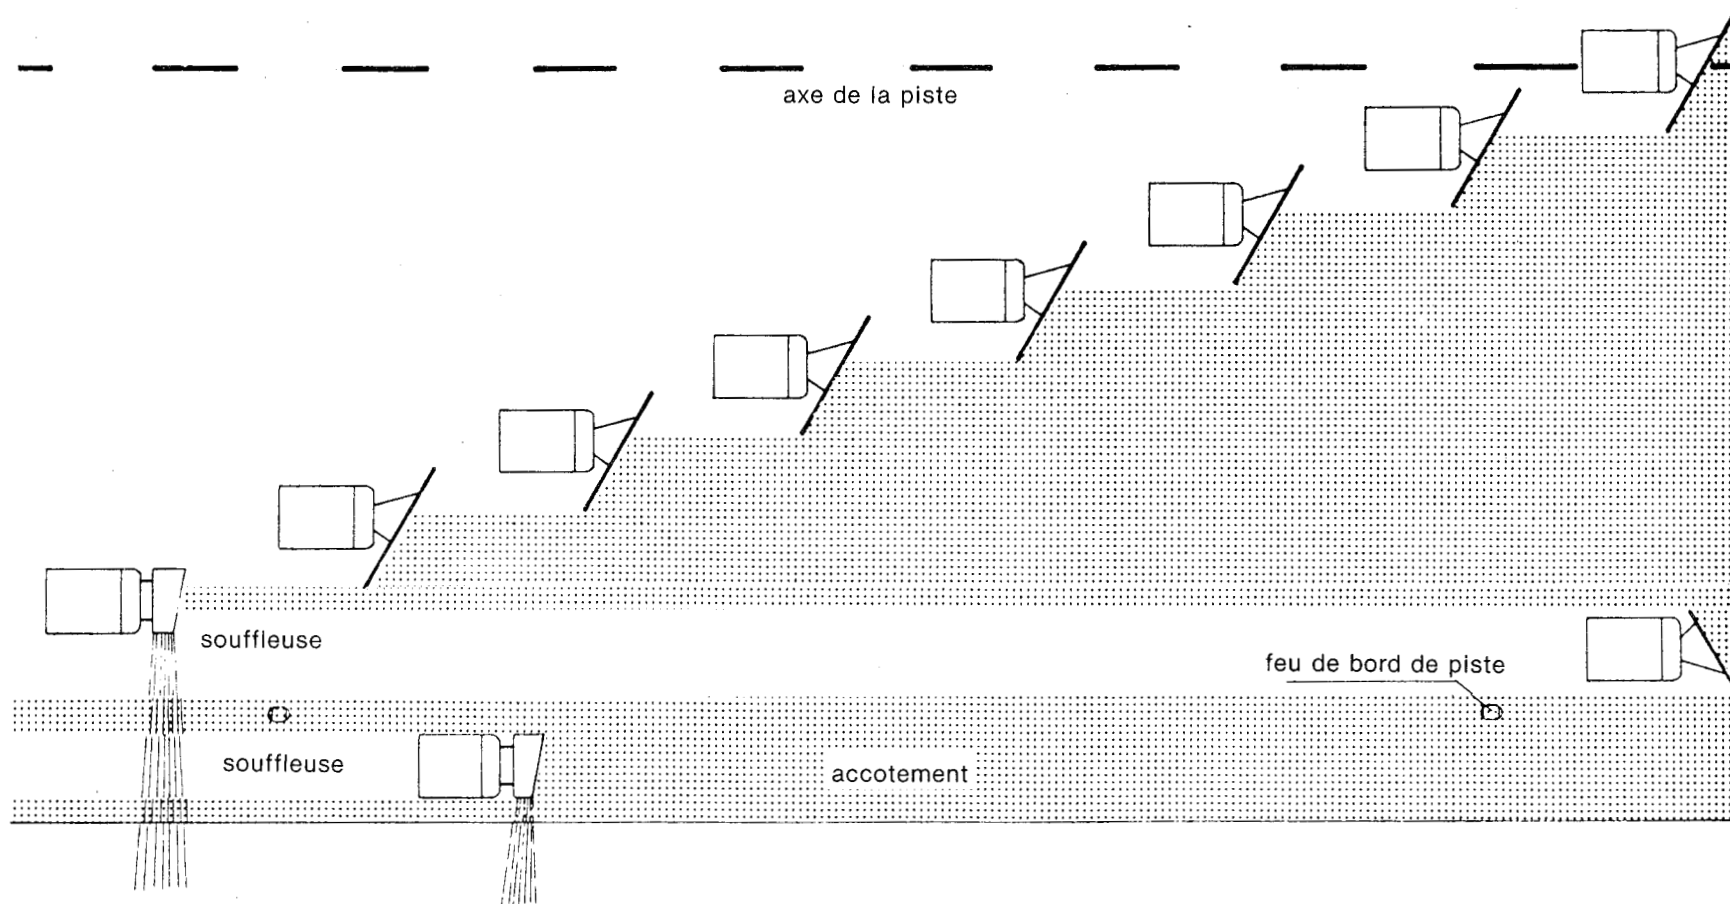 axe de la piste
souffleuse
feu de bord de piste
souffleuse
accotement